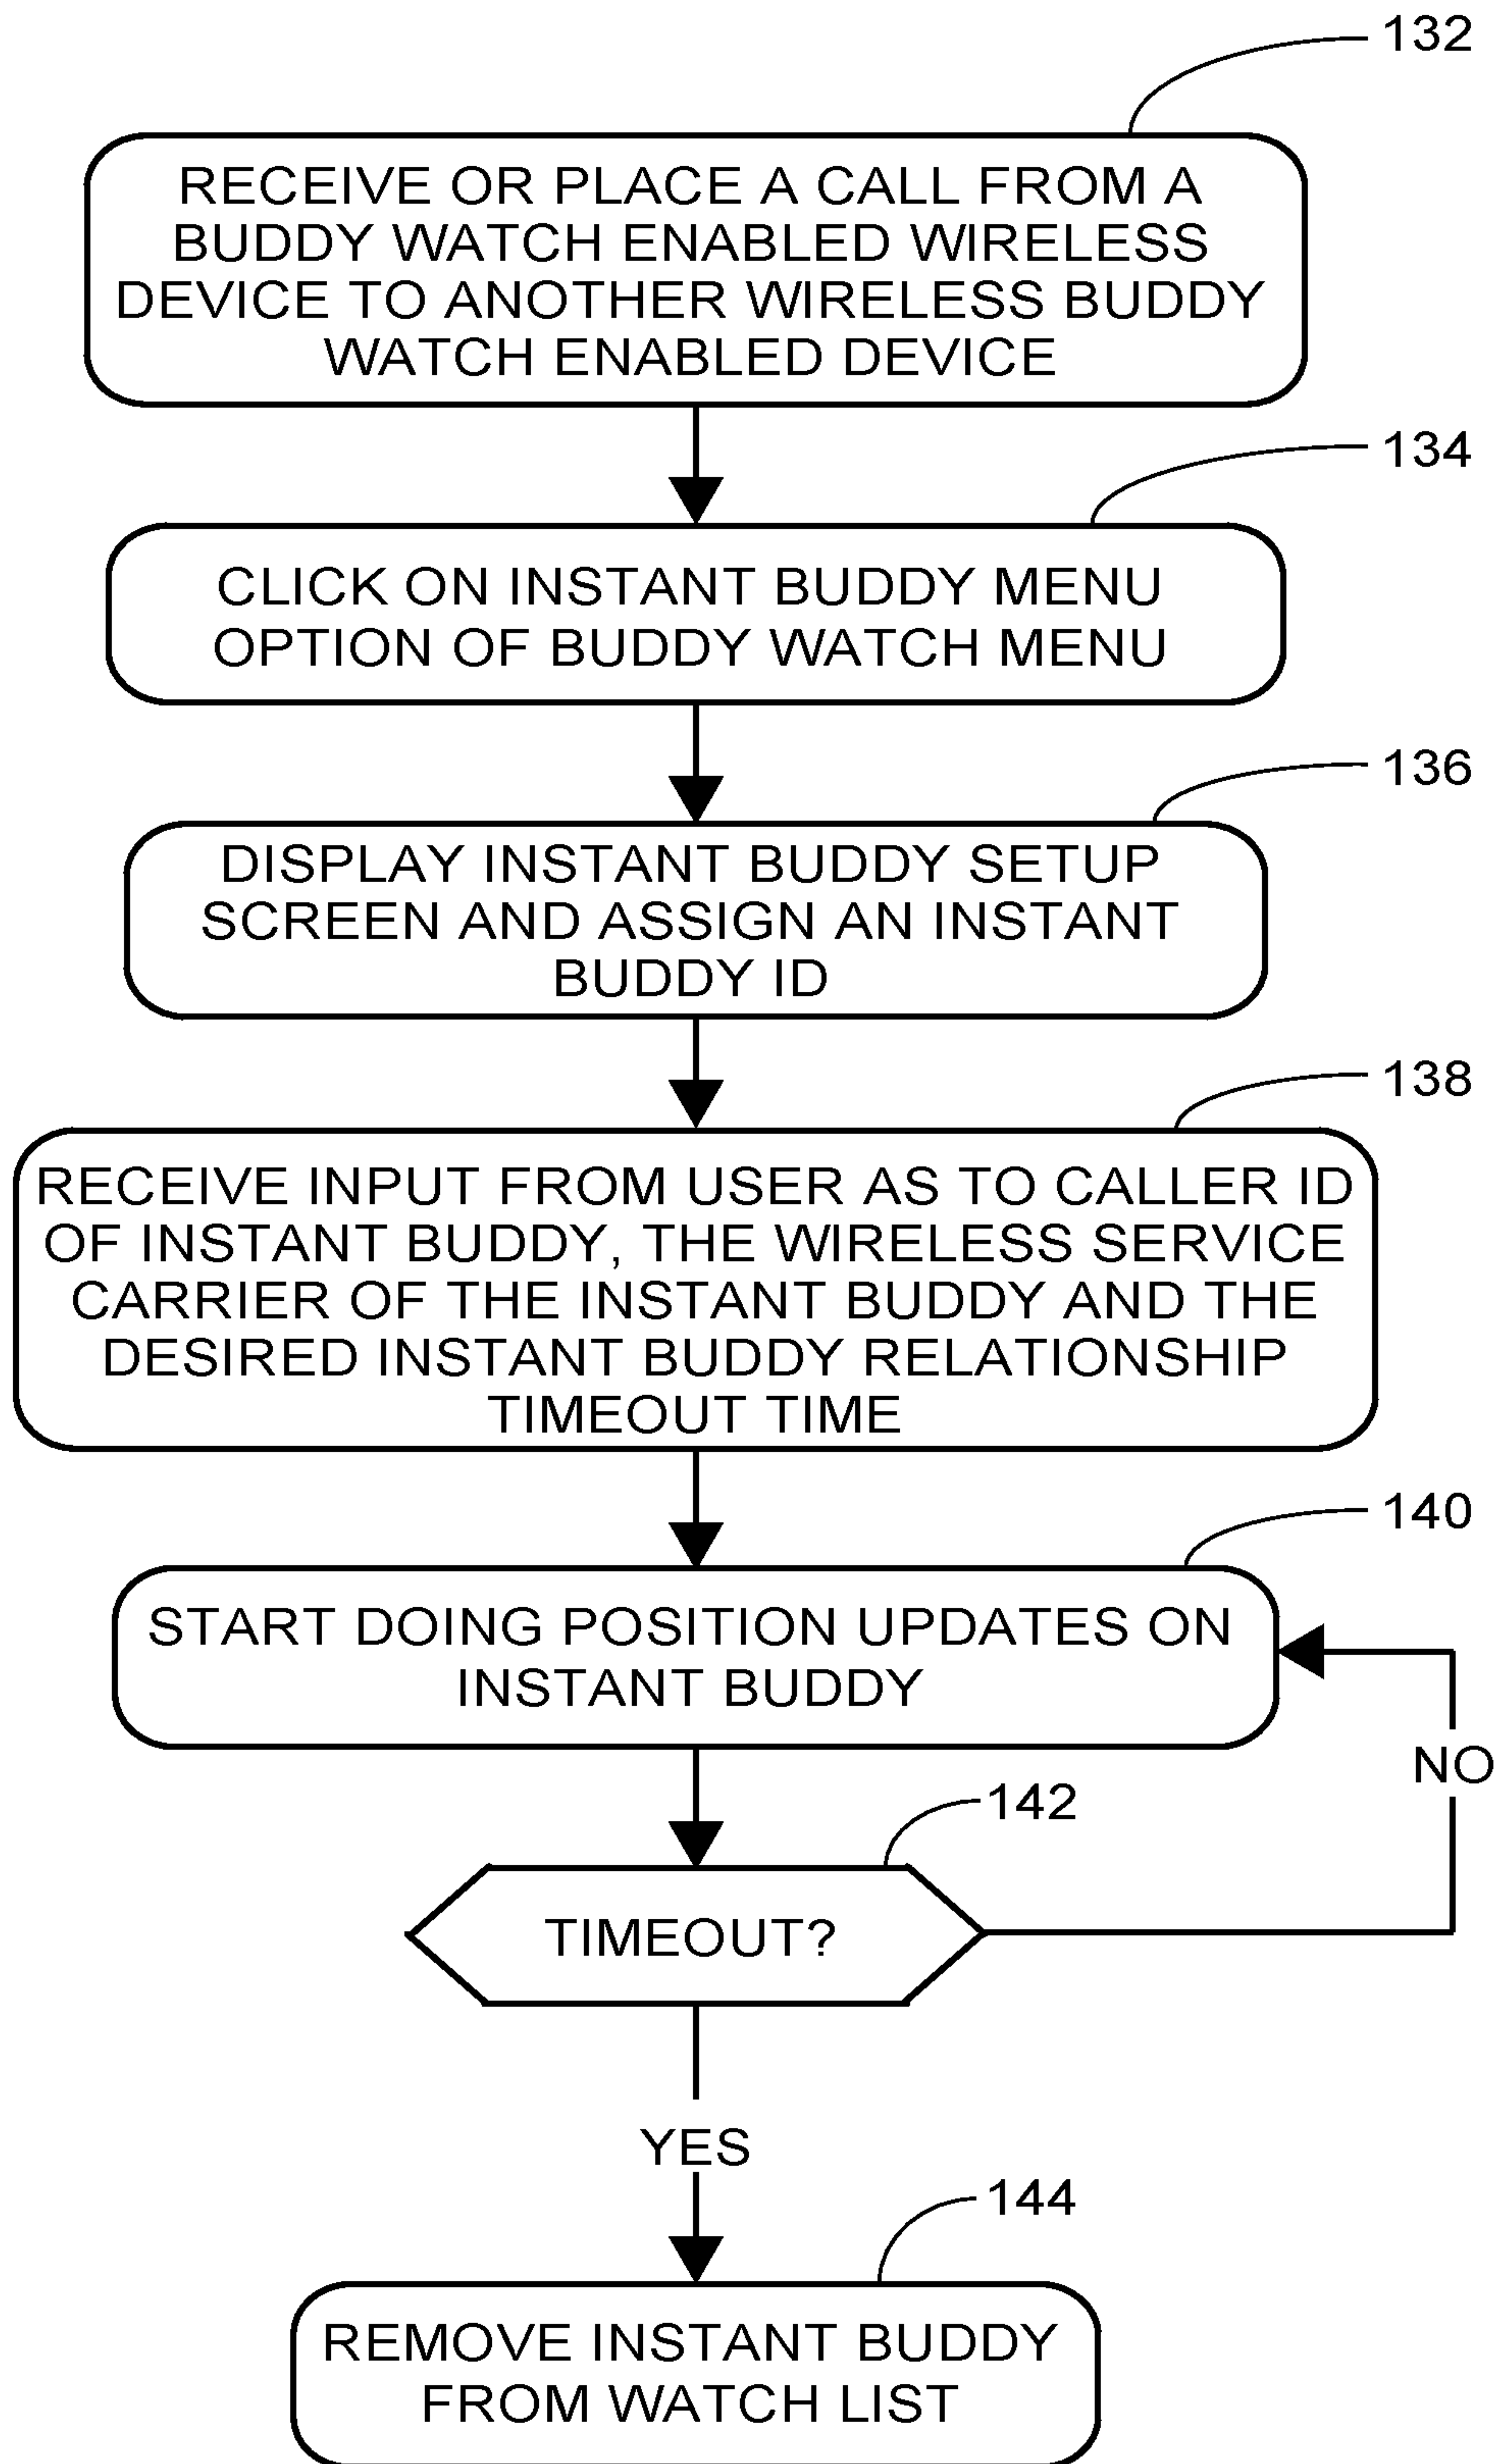 132
RECEIVE OR PLACE A CALL FROM A
BUDDY WATCH ENABLED WIRELESS
DEVICE TO ANOTHER WIRELESS BUDDY
WATCH ENABLED DEVICE
134
CLICK ON INSTANT BUDDY MENU
OPTION OF BUDDY WATCH MENU
136
DISPLAY INSTANT BUDDY SETUP
SCREEN AND ASSIGN AN INSTANT
BUDDY ID
138
RECEIVE INPUT FROM USER AS TO CALLER ID
OF INSTANT BUDDY, THE WIRELESS SERVICE
CARRIER OF THE INSTANT BUDDY AND THE
DESIRED INSTANT BUDDY RELATIONSHIP
TIMEOUT TIME
140
START DOING POSITION UPDATES ON
INSTANT BUDDY
NO
142
TIMEOUT?
YES
144
REMOVE INSTANT BUDDY
FROM WATCH LIST